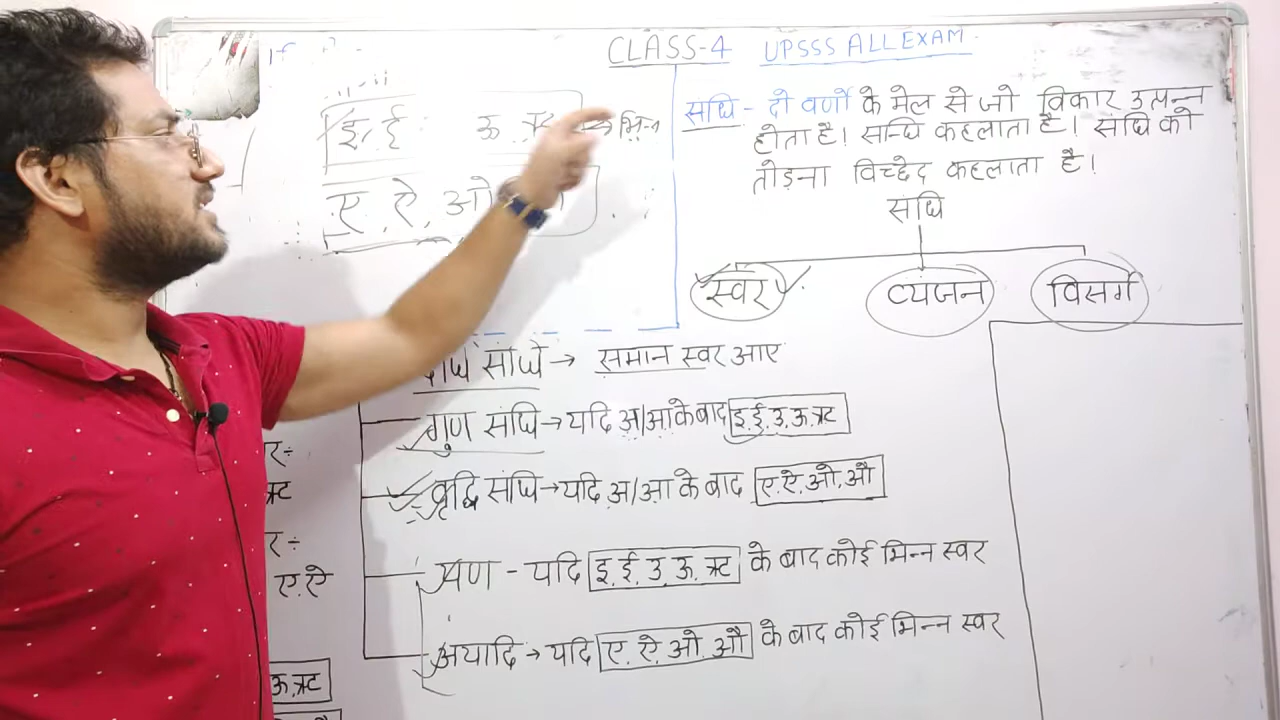 CLASS-4 UPSSS ALL EXAM
If
इ, ई ऊ ऋ → भिन्न
ए, ऐ, ओ
संधि - दो वर्णों के मेल से जो विकार उत्पन्न
होता है। सन्धि कहलाता है। संधि को
तोड़ना विच्छेद कहलाता है।
संधि
स्वर व्यंजन विसर्ग
दीर्घ संधि → समान स्वर आए
गुण संधि → यदि अ/आ के बाद इ.ई.उ.ऊ.ऋ
वृद्धि संधि → यदि अ/आ के बाद ए.ऐ.ओ.औ
यण - यदि इ.ई.उ.ऊ.ऋ के बाद कोई भिन्न स्वर
अयादि → यदि ए.ऐ.ओ.औ के बाद कोई भिन्न स्वर
र÷
ऋ
र÷
ए.ऐ
ऊ.ऋ